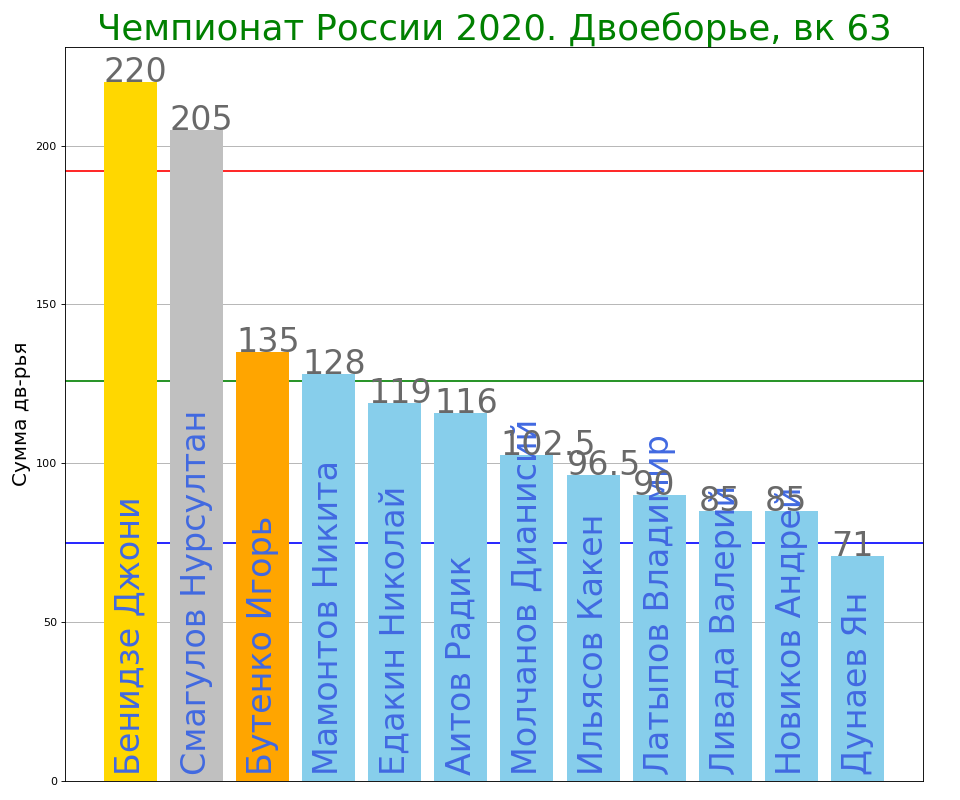 Чемпионат России 2020. Двоеборье, вк 63
Сумма дв-рья
200
150
100
50
0
220
205
135
128
119
116
102.5
96.5
90
85
85
71
Бенидзе Джони
Смагулов Нурсултан
Бутенко Игорь
Мамонтов Никита
Едакин Николай
Аитов Радик
Молчанов Дианисий
Ильясов Какен
Латыпов Владимир
Ливада Валерий
Новиков Андрей
Дунаев Ян